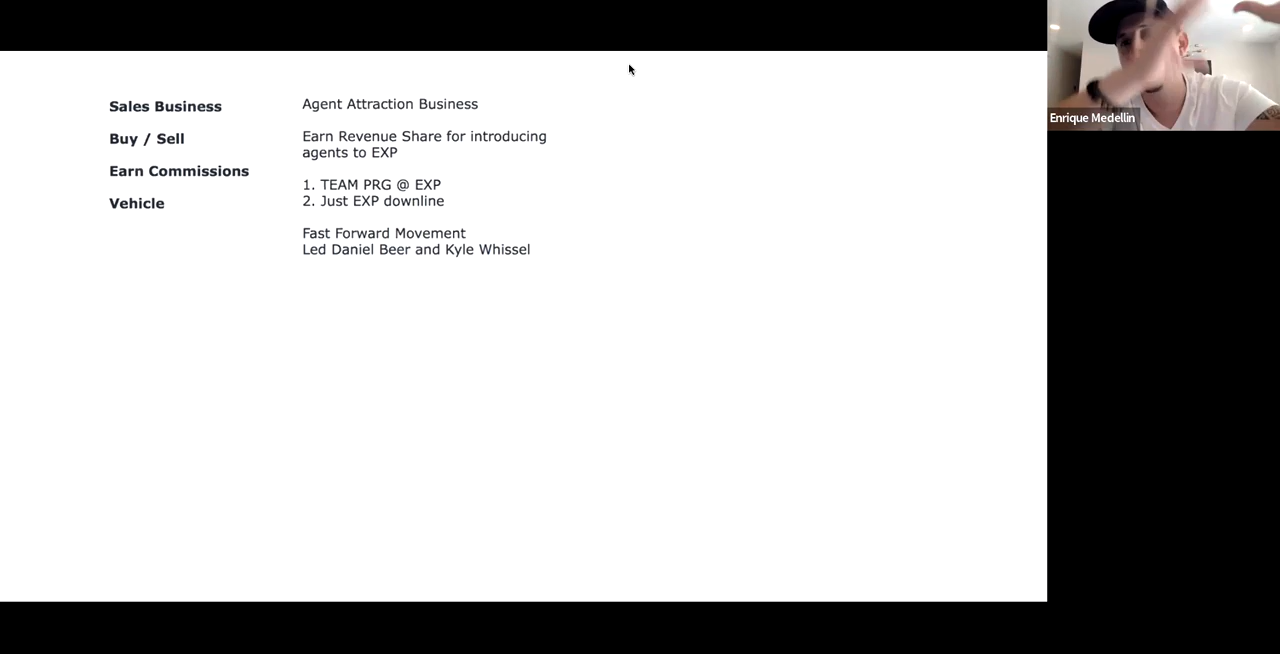 Sales Business
Buy / Sell
Earn Commissions
Vehicle
Agent Attraction Business
Earn Revenue Share for introducing
agents to EXP
1. TEAM PRG @ EXP
2. Just EXP downline
Fast Forward Movement
Led Daniel Beer and Kyle Whissel
Enrique Medellin